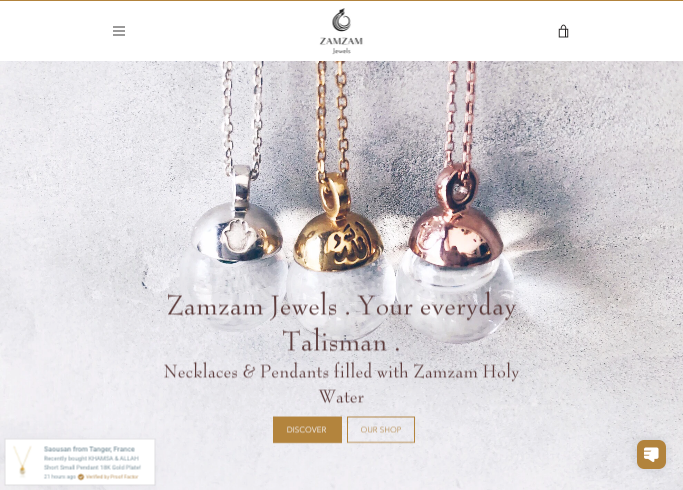 ZAMZAM
Jewels
Zamzam Jewels . Your everyday
Talisman .
Necklaces & Pendants filled with Zamzam Holy
Water
DISCOVER
OUR SHOP
Saousan from Tanger, France
Recently bought KHAMSA & ALLAH
Short Small Pendant 18K Gold Platel
21 hours ago Verified by Proof Factor